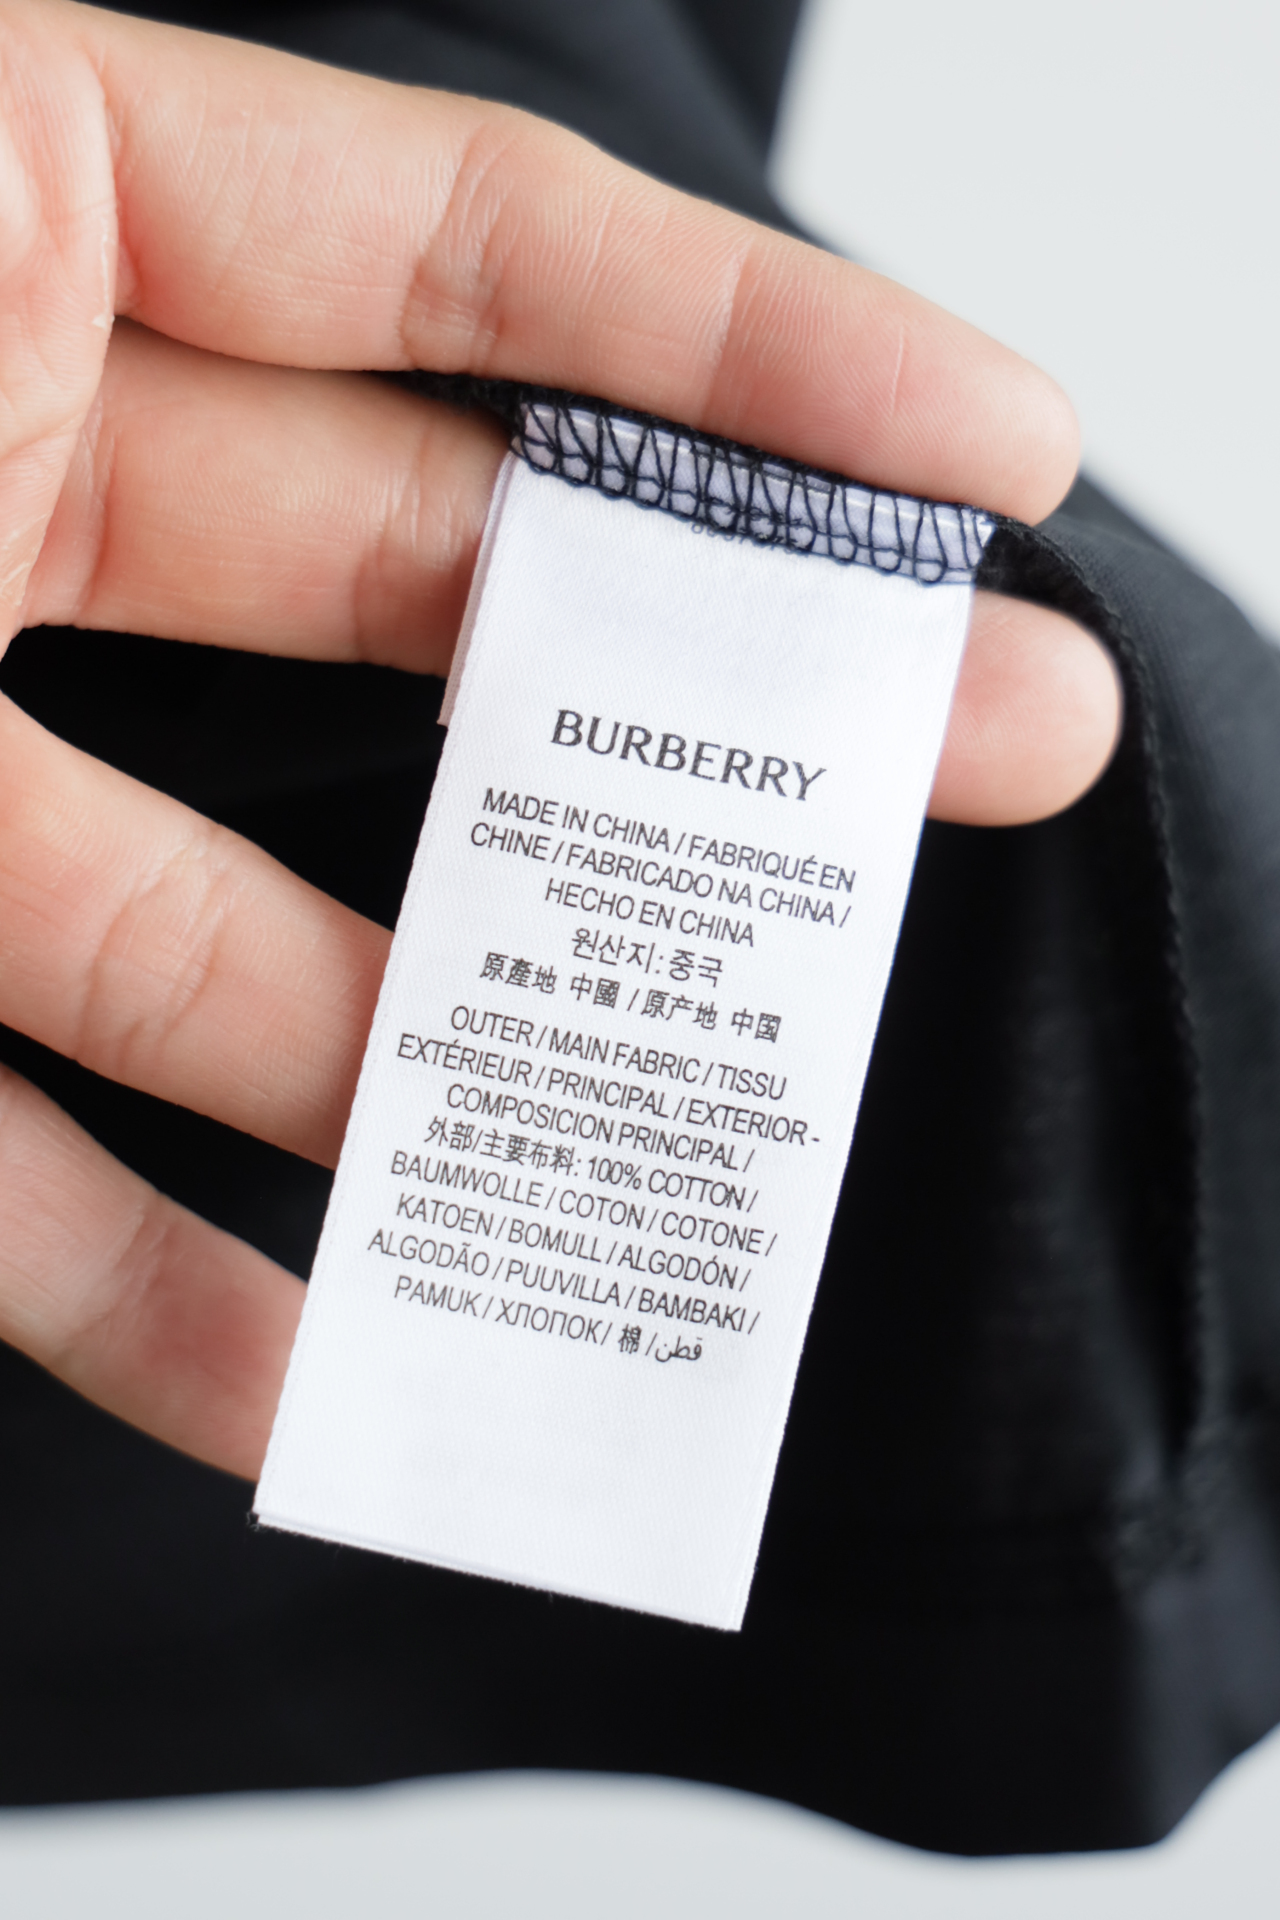 BURBERRY
MADE IN CHINA / FABRIQUÉ EN
CHINE / FABRICADO NA CHINA /
HECHO EN CHINA
원산지: 중국
原產地 中國 / 原产地 中国
OUTER / MAIN FABRIC / TISSU
EXTÉRIEUR / PRINCIPAL / EXTERIOR -
COMPOSICION PRINCIPAL /
外部/主要布料: 100% COTTON /
BAUMWOLLE / COTON / COTONE /
KATOEN / BOMULL / ALGODÓN /
ALGODÃO / PUUVILLA / BAMBAKI /
PAMUK / ХЛОПОК/ 棉 /قطن